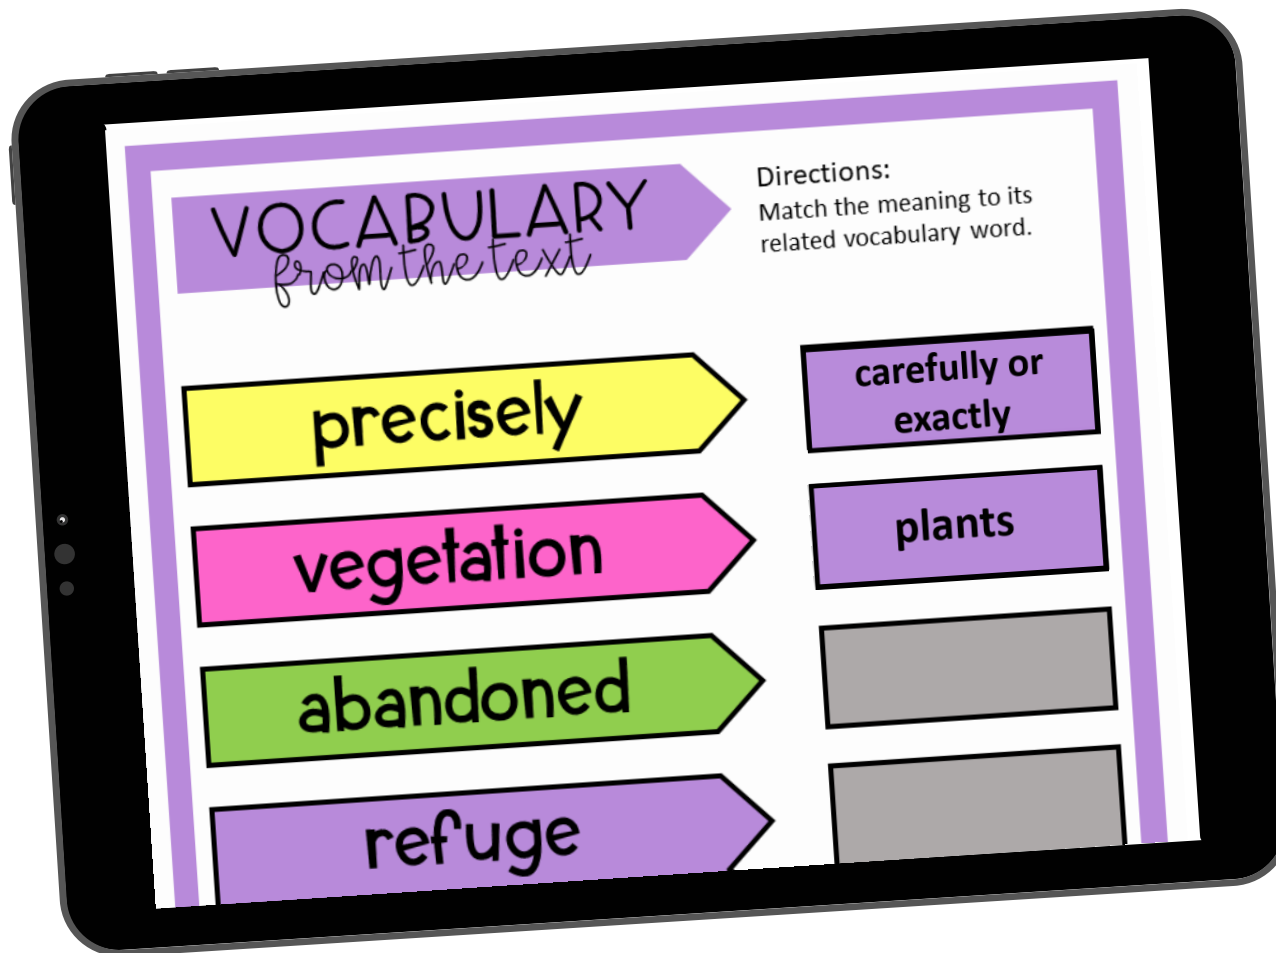 VOCABULARY
from the text
Directions:
Match the meaning to its
related vocabulary word.
precisely
carefully or
exactly
vegetation
plants
abandoned
refuge